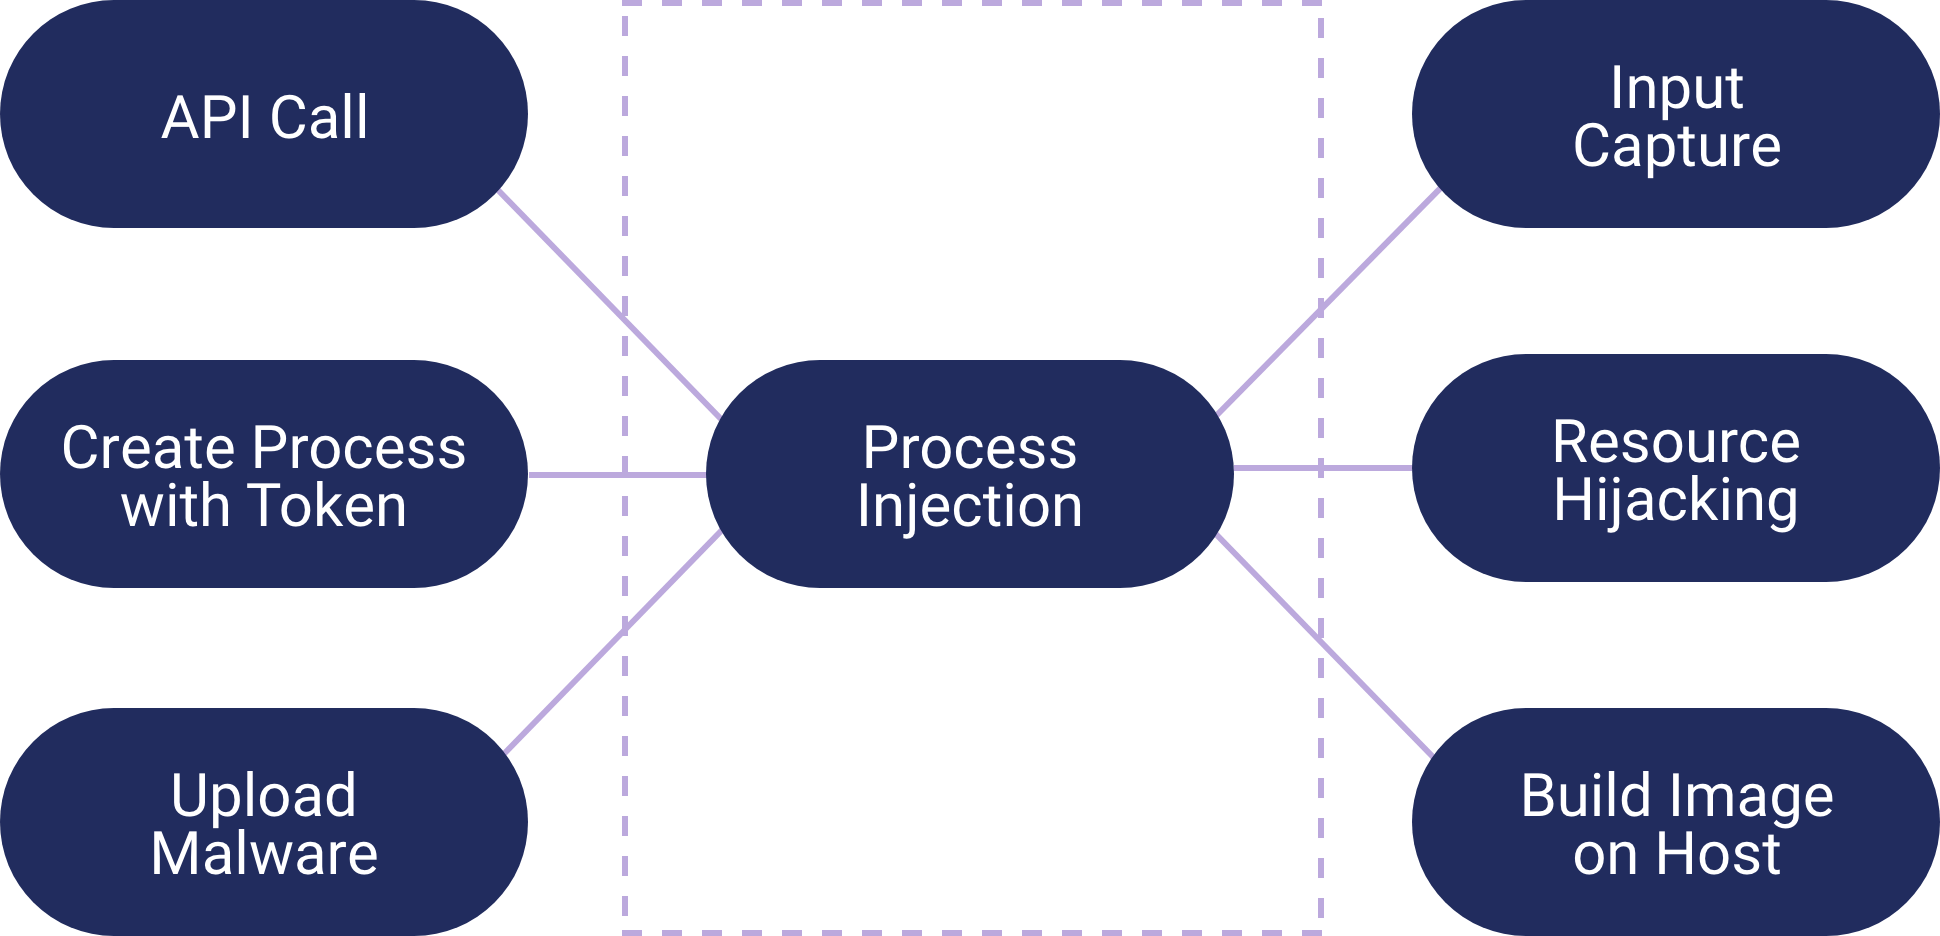 API Call
Create Process
with Token
Upload
Malware
Process
Injection
Input
Capture
Resource
Hijacking
Build Image
on Host